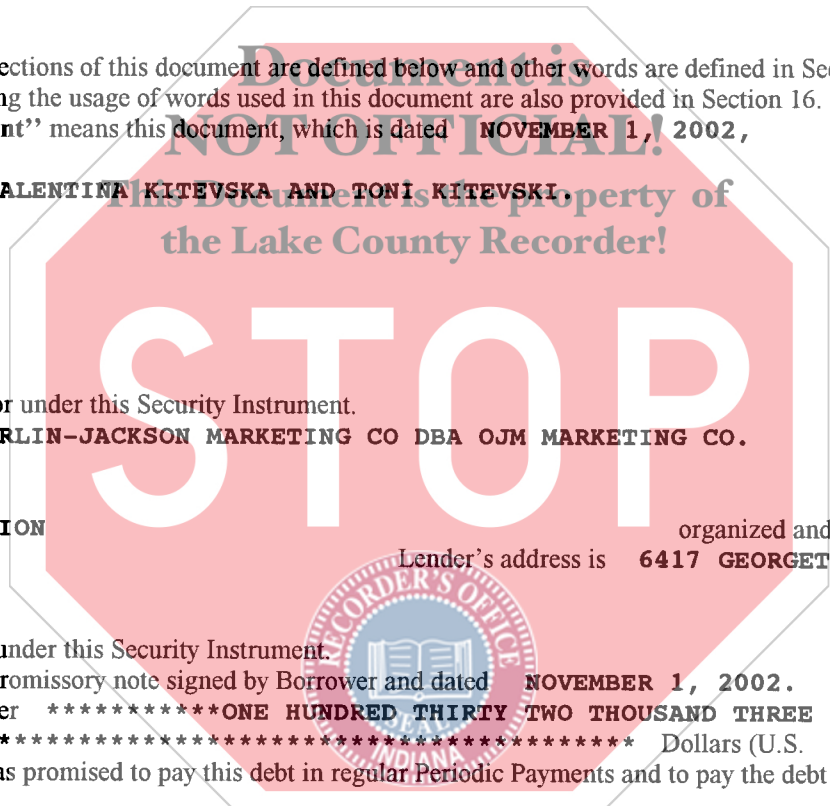 Document is
ections of this document are defined below and other words are defined in Sec
ng the usage of words used in this document are also provided in Section 16.
nt” means this document, which is dated NOVEMBER 1, 2002,
NOT OFFICIAL!
ALENTINA KITEVSKA AND TONI KITEVSKI.
This Document is the property of
the Lake County Recorder!
STOP
or under this Security Instrument.
RLIN-JACKSON MARKETING CO DBA OJM MARKETING CO.
ION organized and
Lender's address is 6417 GEORGET
RECORDER'S OFFICE
under this Security Instrument.
romissory note signed by Borrower and dated NOVEMBER 1, 2002.
er ***********ONE HUNDRED THIRTY TWO THOUSAND THREE
**************************************** Dollars (U.S.
SEAL
INDIANA
as promised to pay this debt in regular Periodic Payments and to pay the debt